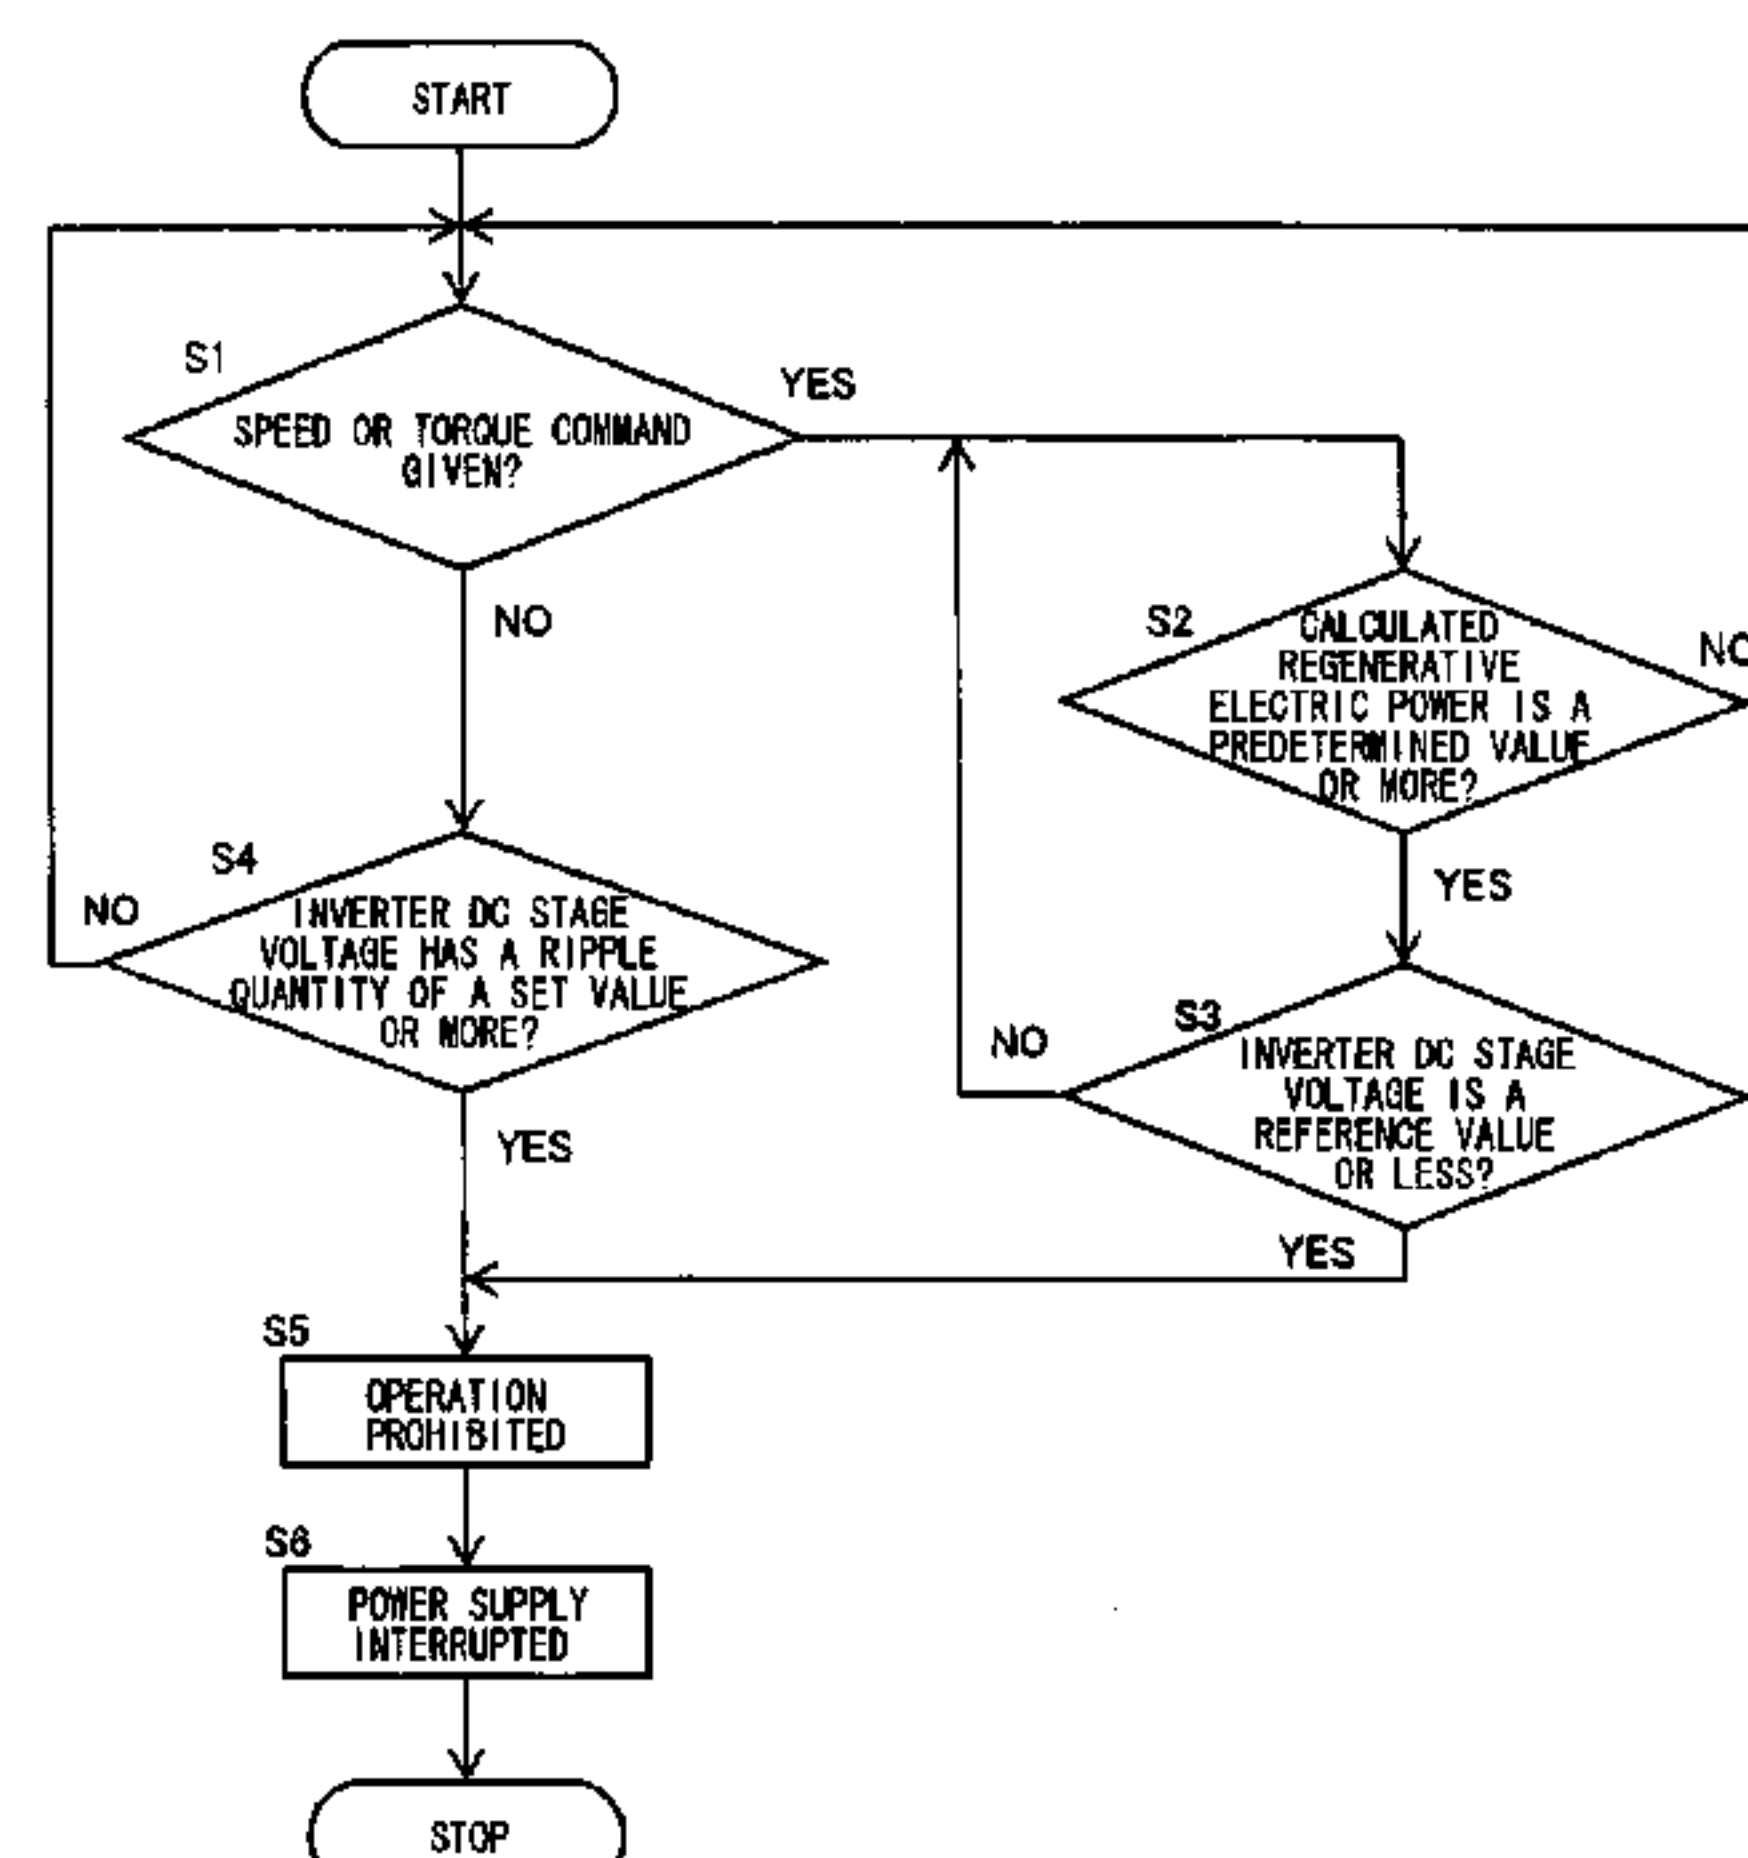 START
S1
YES
SPEED OR TORQUE COMMAND
GIVEN?
NO
S2
CALCULATED
REGENERATIVE
ELECTRIC POWER IS A
PREDETERMINED VALUE
OR MORE?
NO
YES
S4
NO
INVERTER DC STAGE
VOLTAGE HAS A RIPPLE
QUANTITY OF A SET VALUE
OR MORE?
YES
S3
NO
INVERTER DC STAGE
VOLTAGE IS A
REFERENCE VALUE
OR LESS?
YES
S5
OPERATION
PROHIBITED
S6
POWER SUPPLY
INTERRUPTED
STOP